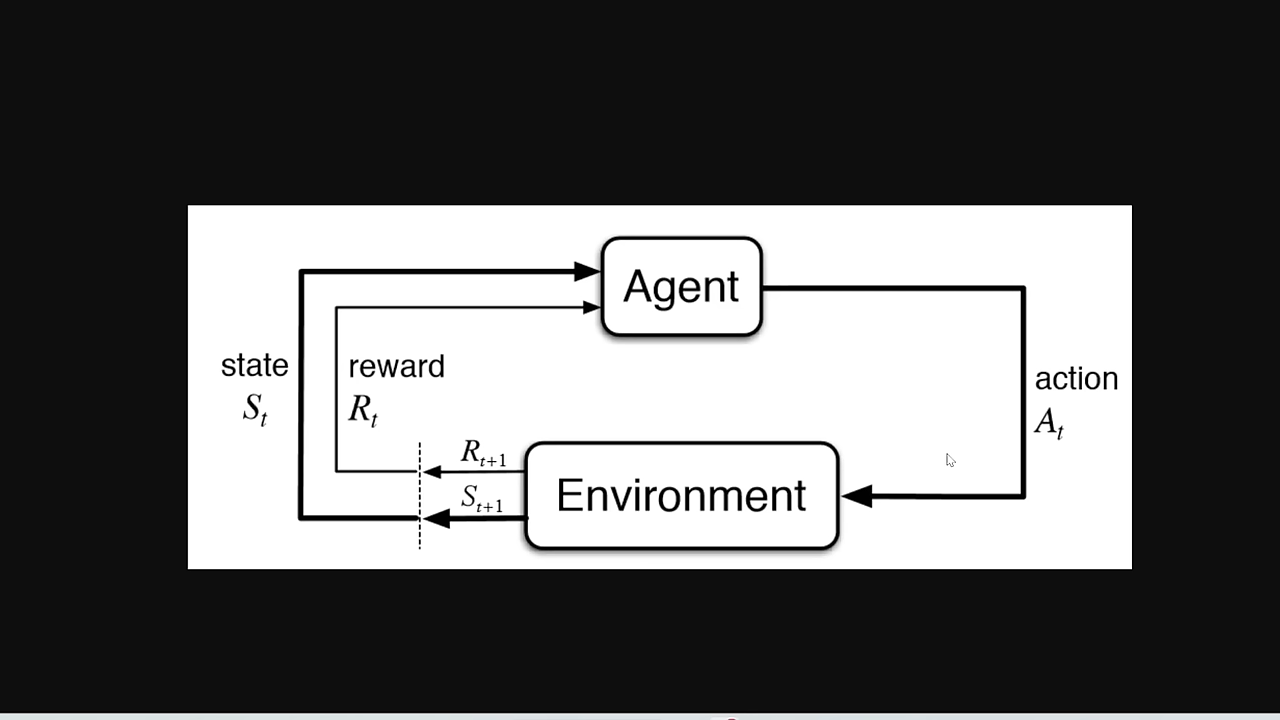 Agent
state
S_t
reward
R_t
action
A_t
R_{t+1}
S_{t+1}
Environment